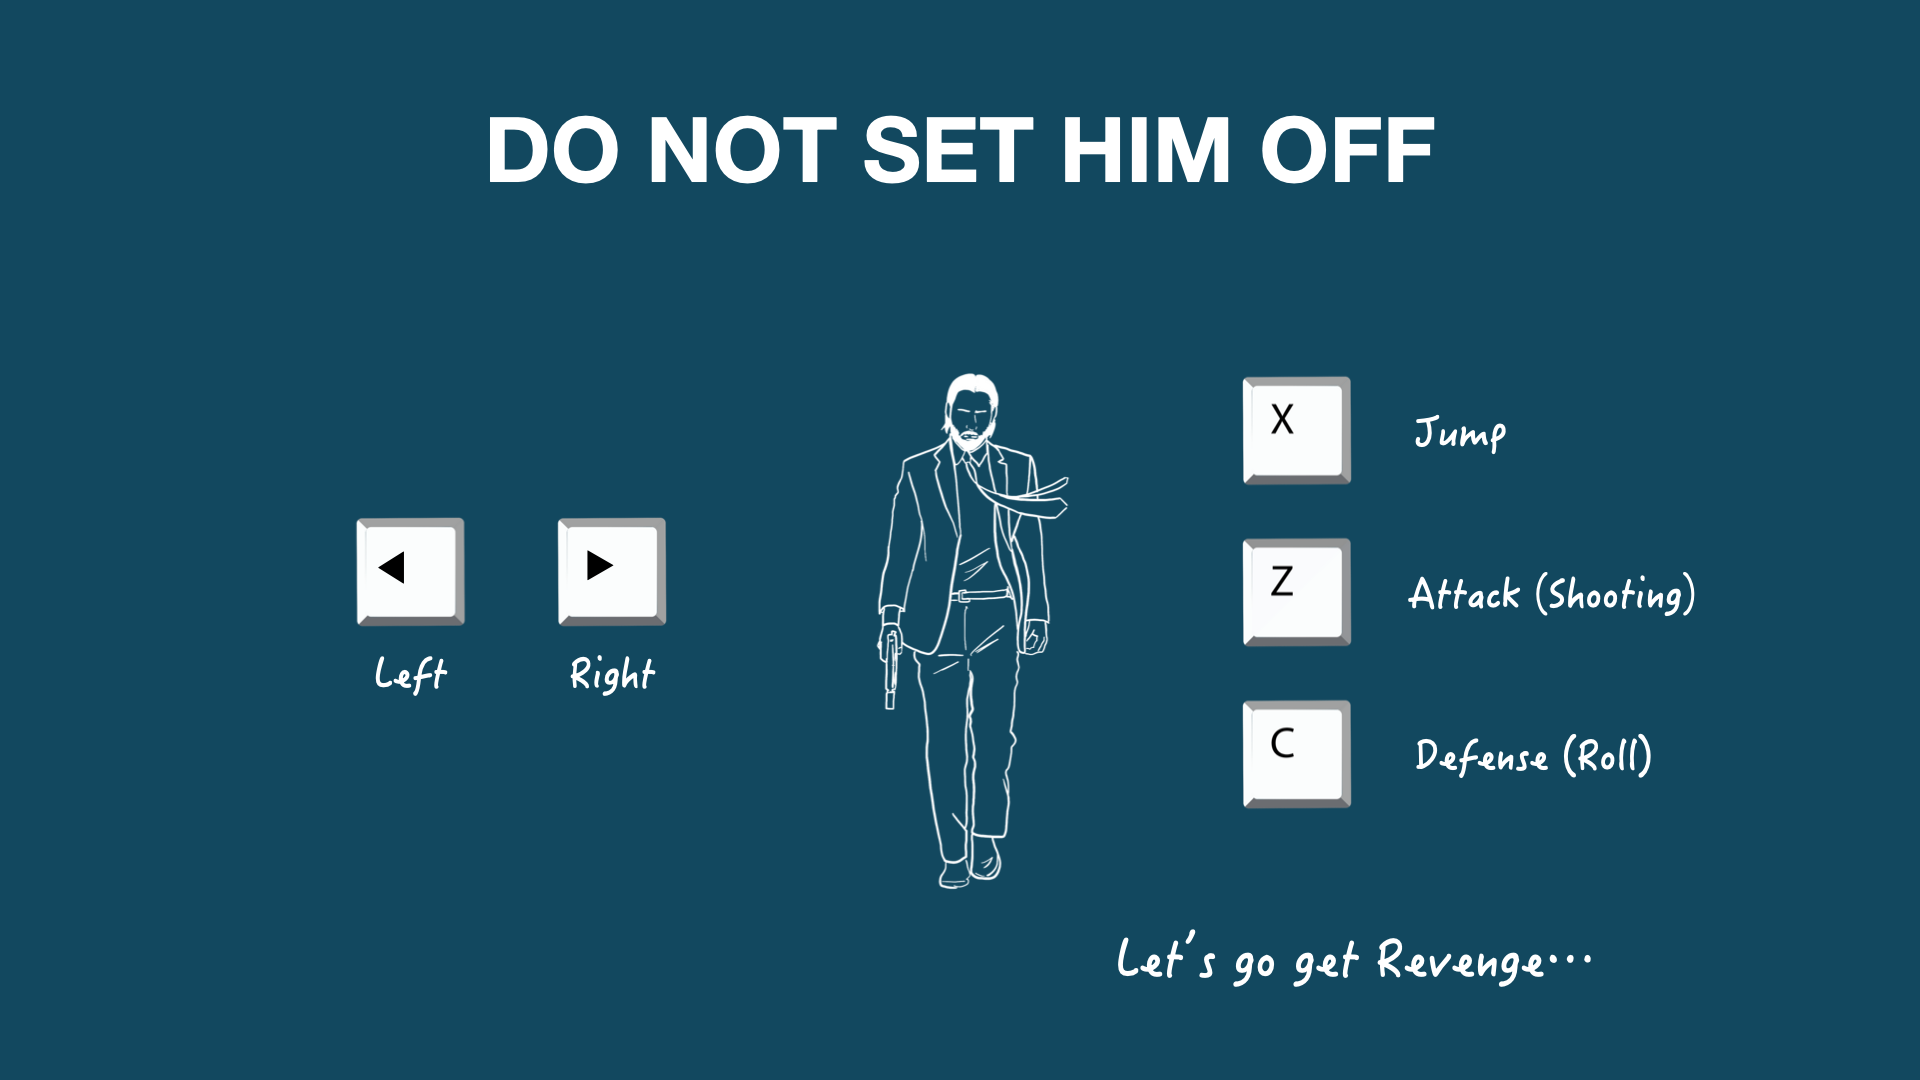 DO NOT SET HIM OFF
X
Jump
Z
Attack (Shooting)
Left
Right
C
Defense (Roll)
Let's go get Revenge...